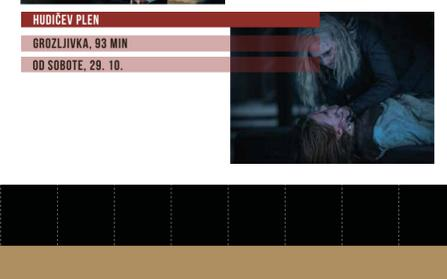 HUDIČEV PLEN
GROZLJIVKA, 93 MIN
OD SOBOTE, 29. 10.